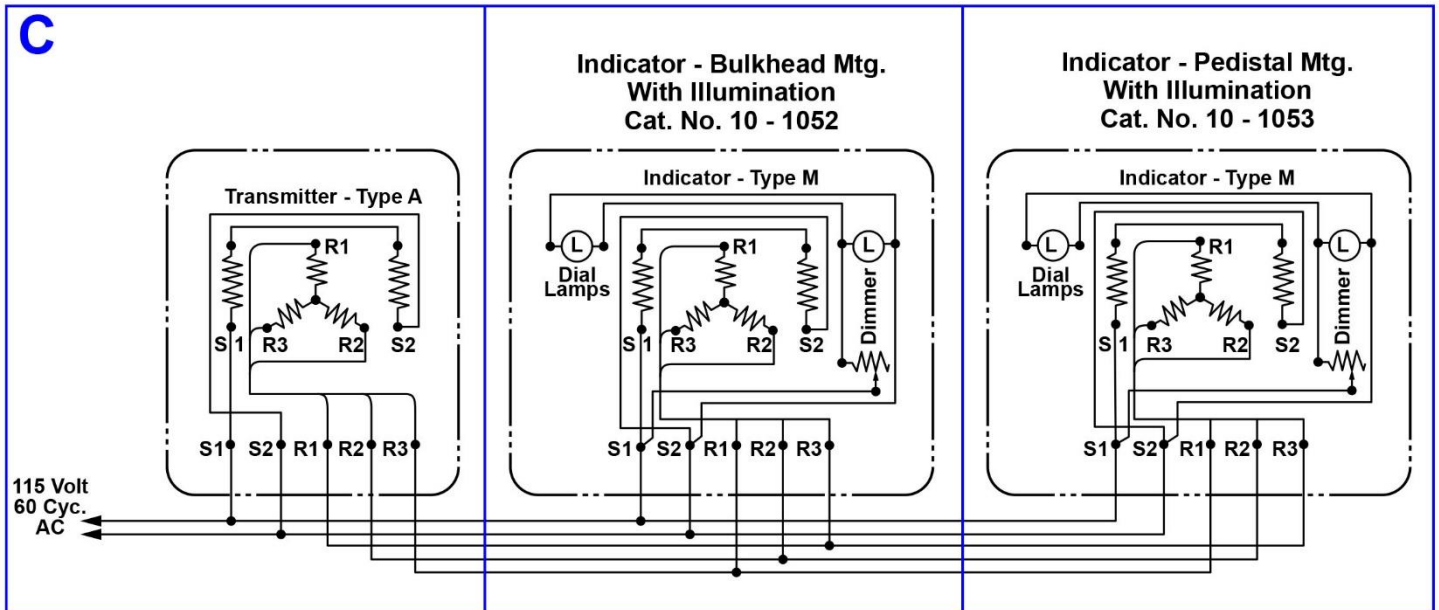 C
Indicator - Bulkhead Mtg.
With Illumination
Cat. No. 10 - 1052
Indicator - Pedistal Mtg.
With Illumination
Cat. No. 10 - 1053
Transmitter - Type A
R1
S 1
R3
R2
S2
S1
S2
R1
R2
R3
Indicator - Type M
L
L
Dial
Lamps
Dimmer
R1
S 1
R3
R2
S2
S1
S2
R1
R2
R3
Indicator - Type M
L
L
Dial
Lamps
Dimmer
R1
S 1
R3
R2
S2
S1
S2
R1
R2
R3
115 Volt
60 Cyc.
AC